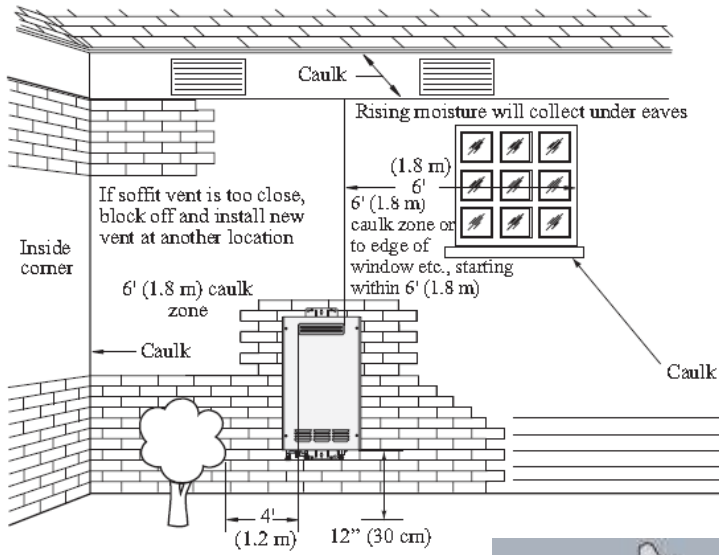 Caulk
Rising moisture will collect under eaves
(1.8 m)
6'
6' (1.8 m)
caulk zone or
to edge of
window etc., starting
within 6' (1.8 m)
If soffit vent is too close,
block off and install new
vent at another location
Inside
corner
6' (1.8 m) caulk
zone
Caulk
Caulk
4'
(1.2 m)
12” (30 cm)